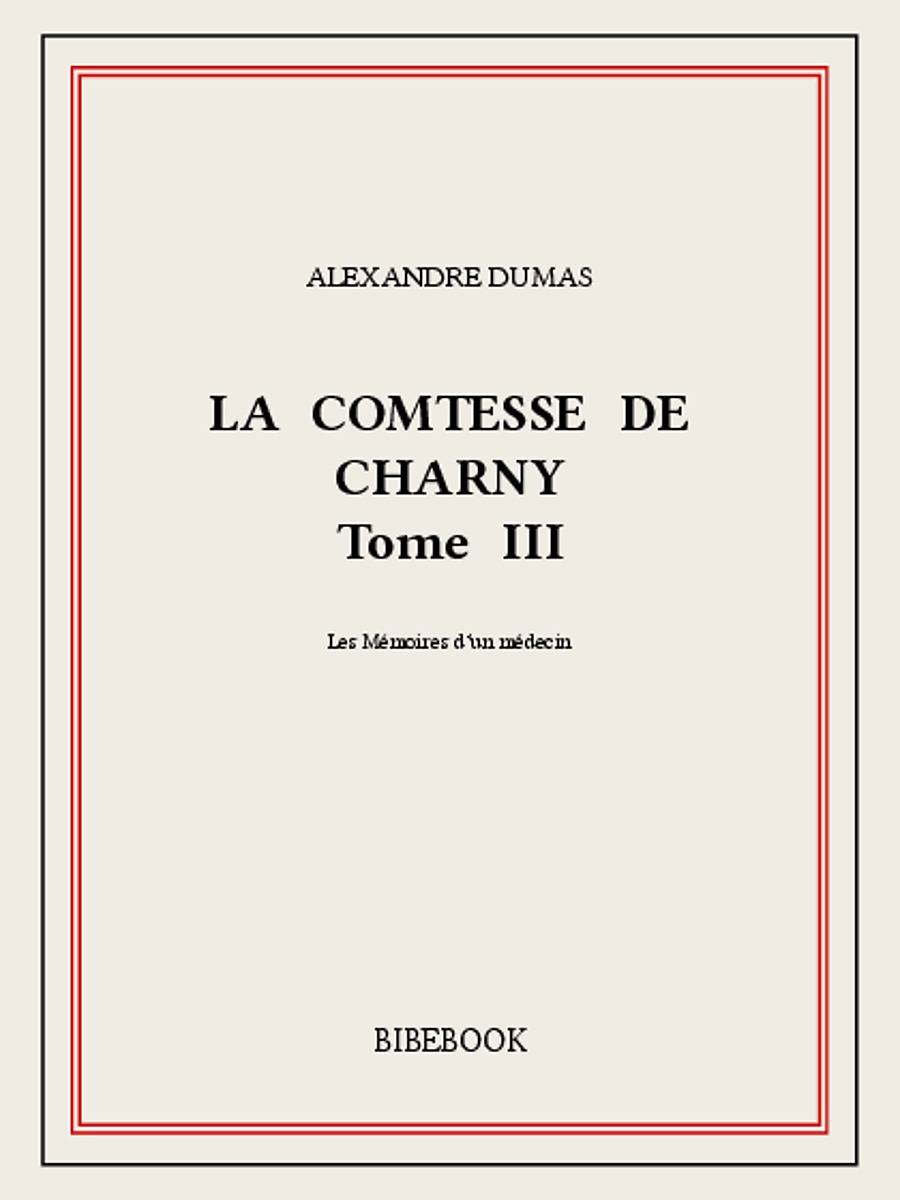 ALEXANDRE DUMAS
LA COMTESSE DE
CHARNY
Tome III
Les Mémoires d'un médecin
BIBEBOOK